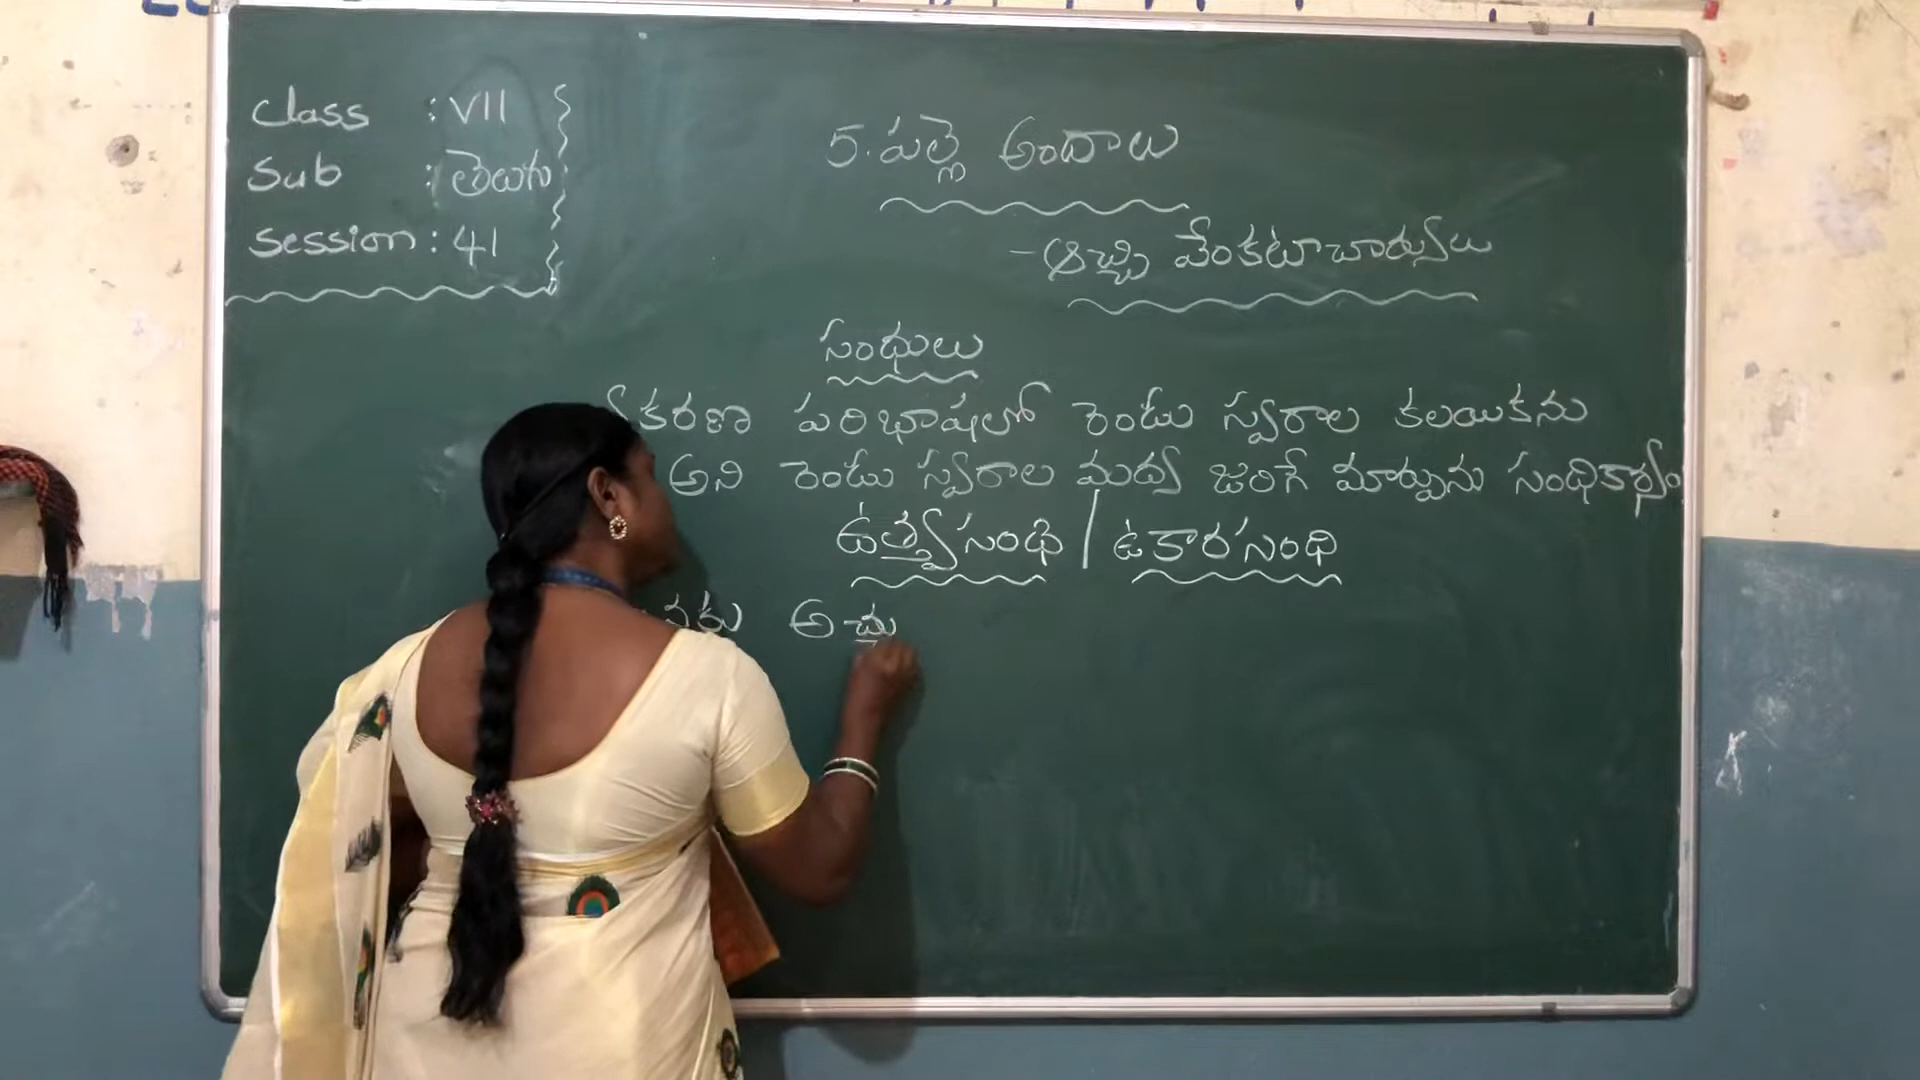 Class : VII
Sub : తెలుగు
Session : 41
5. పల్లె అందాలు
- ఆచ్చి వేంకటాచార్యులు
సంధులు
పరిభాషలో రెండు స్వరాల కలయికను
అని రెండు స్వరాల మధ్య జరిగే మార్పును సంధికార్యం
ఉత్త్వసంధి / ఉకారసంధి
అచ్చు